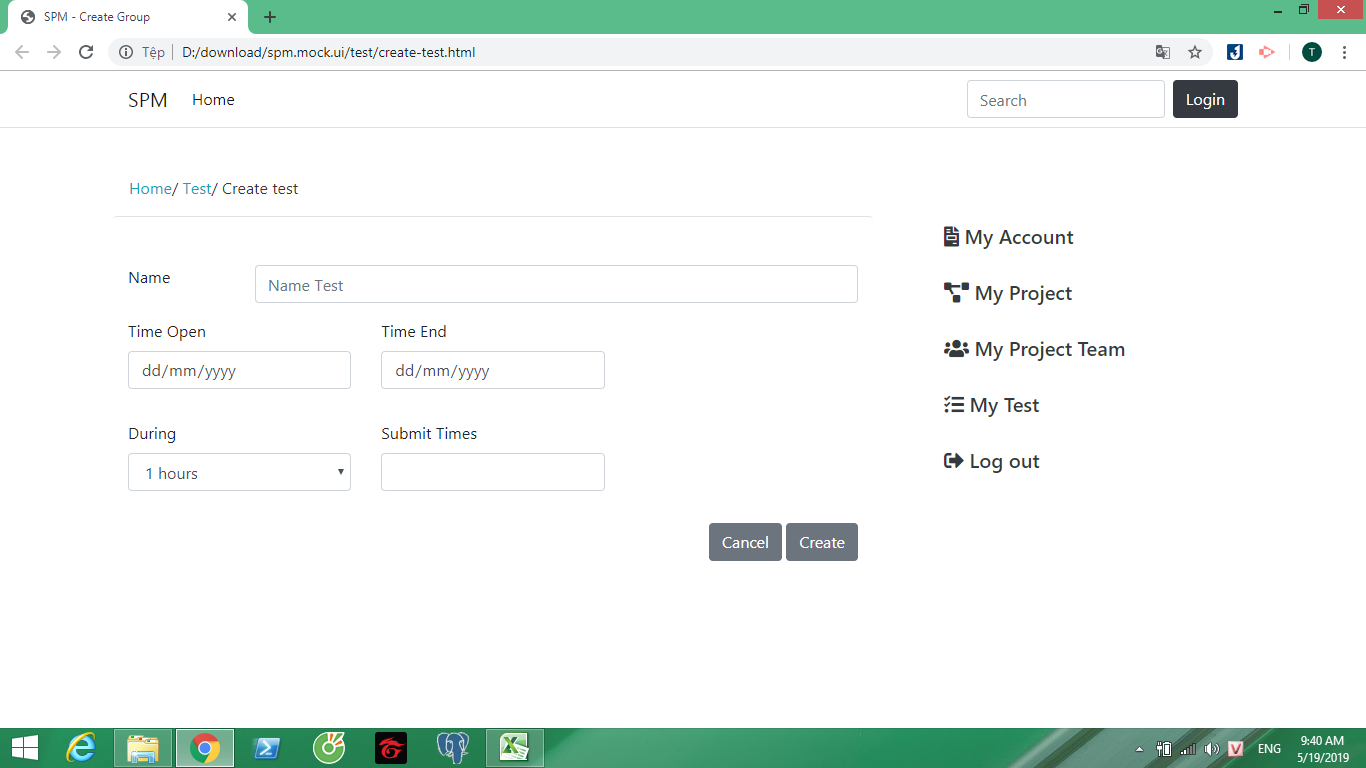 SPM - Create Group
Tệp D:/download/spm.mock.ui/test/create-test.html
T
SPM Home Search Login
Home/ Test/ Create test
My Account
Name Name Test
My Project
Time Open Time End
My Project Team
dd/mm/yyyy dd/mm/yyyy
My Test
During Submit Times
Log out
1 hours
Cancel Create
V ENG 9:40 AM
5/19/2019